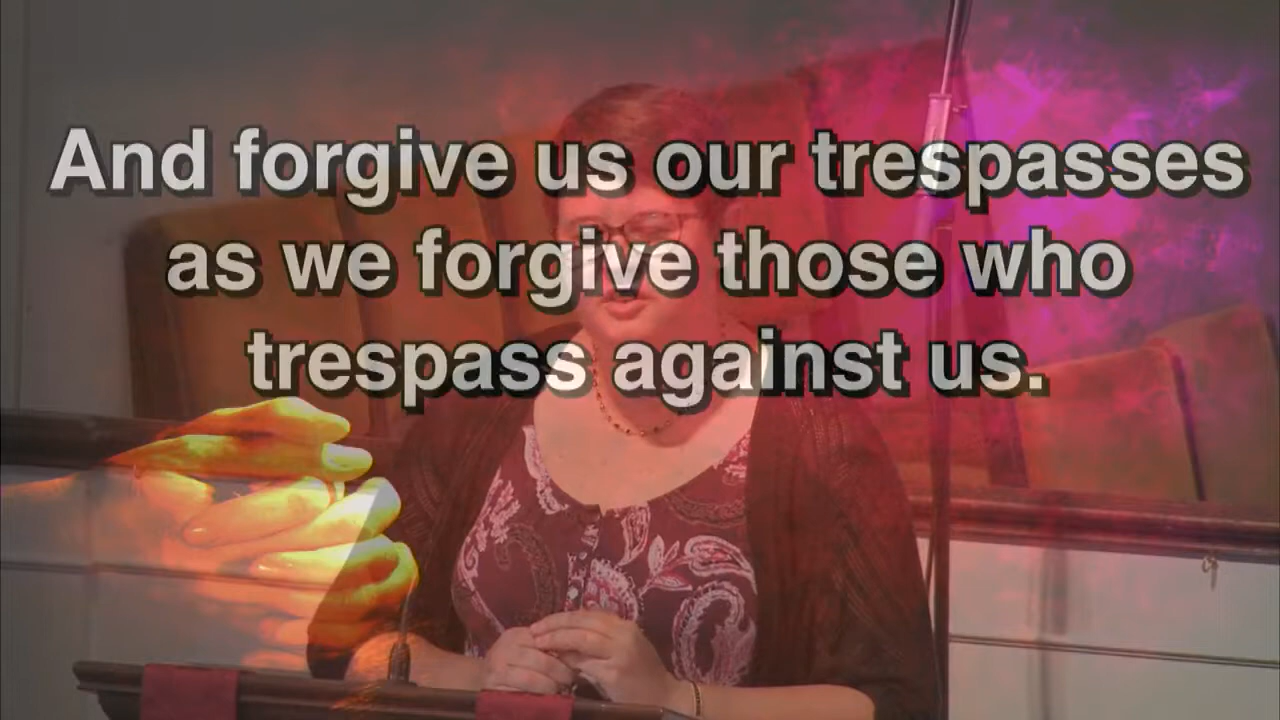 And forgive us our trespasses
as we forgive those who
trespass against us.